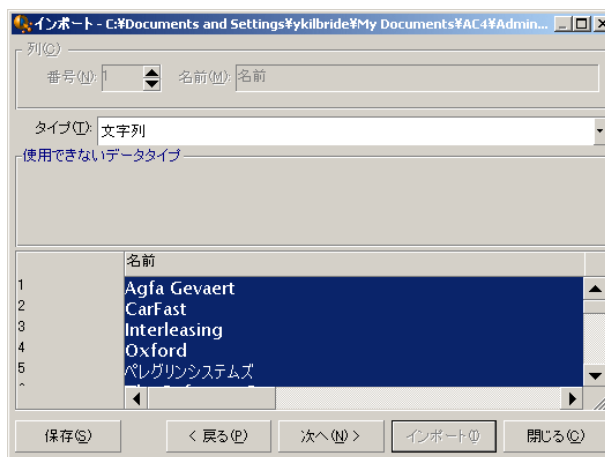 インポート - C:¥Documents and Settings¥ykilbride¥My Documents¥AC4¥Admin...
列(C)
番号(N): 1 名前(M): 名前
タイプ(T): 文字列
使用できないデータタイプ
名前
1 Agfa Gevaert
2 CarFast
3 Interleasing
4 Oxford
5 ペレグリンシステムズ
保存(S) < 戻る(P) 次へ(N) > インポート(I) 閉じる(C)